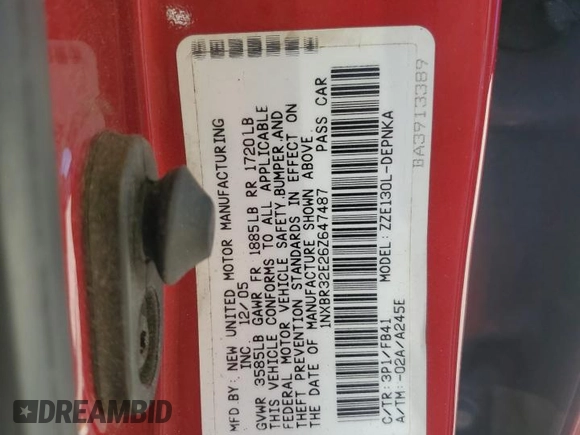 MFD BY: NEW UNITED MOTOR MANUFACTURING
INC. 12/05
GVWR 3585LB GAWR FR 1885LB RR 1720LB
THIS VEHICLE CONFORMS TO ALL APPLICABLE
FEDERAL MOTOR VEHICLE SAFETY,BUMPER,AND
THEFT PREVENTION STANDARDS IN EFFECT ON
THE DATE OF MANUFACTURE SHOWN ABOVE.
1NXBR32E26Z647487 PASS CAR
C/TR: 3P1/FB41 MODEL: ZZE130L-DEPNKA
A/TM: -02A/A245E
BA3913389
DREAMBID